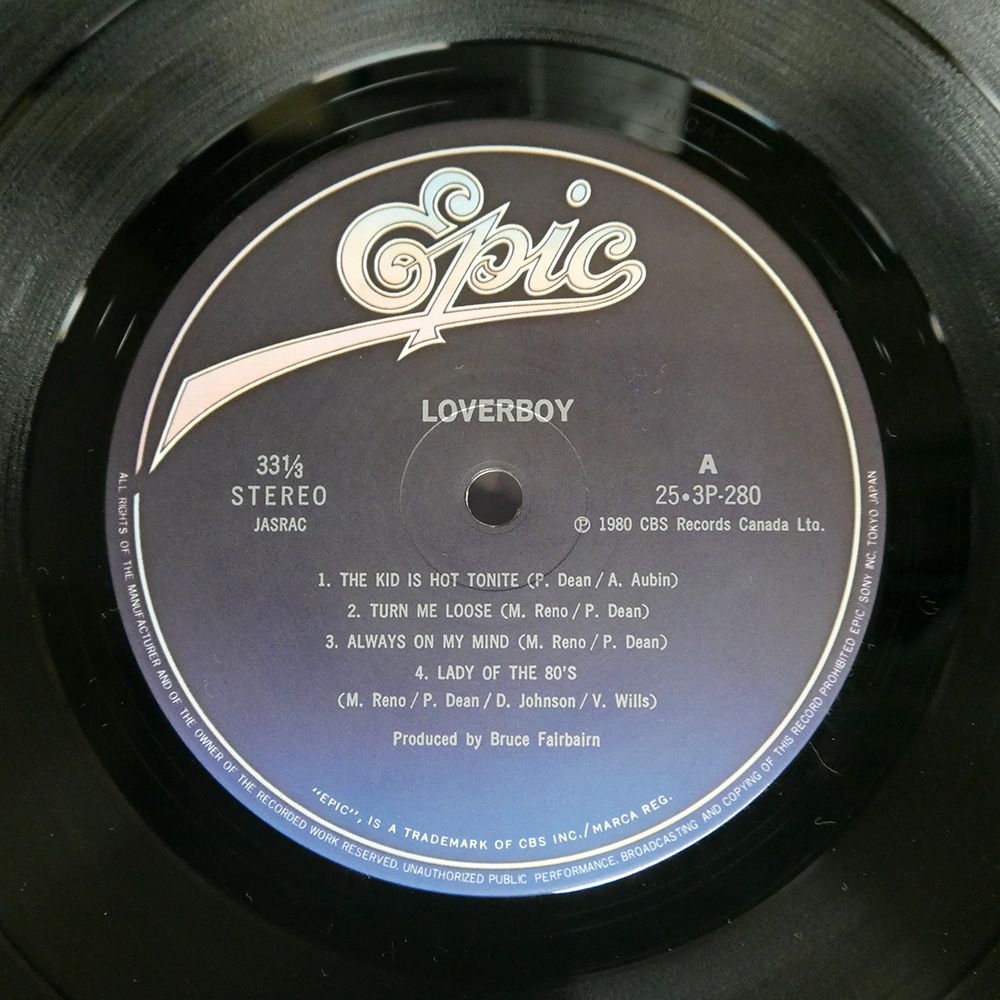 Epic
LOVERBOY
33 1/3
STEREO
JASRAC
A
25•3P-280
Ⓟ 1980 CBS Records Canada Ltd.
1. THE KID IS HOT TONITE (P. Dean / A. Aubin)
2. TURN ME LOOSE (M. Reno / P. Dean)
3. ALWAYS ON MY MIND (M. Reno / P. Dean)
4. LADY OF THE 80'S
(M. Reno / P. Dean / D. Johnson / V. Wills)
Produced by Bruce Fairbairn
"EPIC", IS A TRADEMARK OF CBS INC./MARCA REG.
ALL RIGHTS OF THE MANUFACTURER AND OF THE OWNER OF THE RECORDED WORK RESERVED. UNAUTHORIZED PUBLIC PERFORMANCE, BROADCASTING AND COPYING OF THIS RECORD PROHIBITED EPIC/SONY INC. TOKYO JAPAN